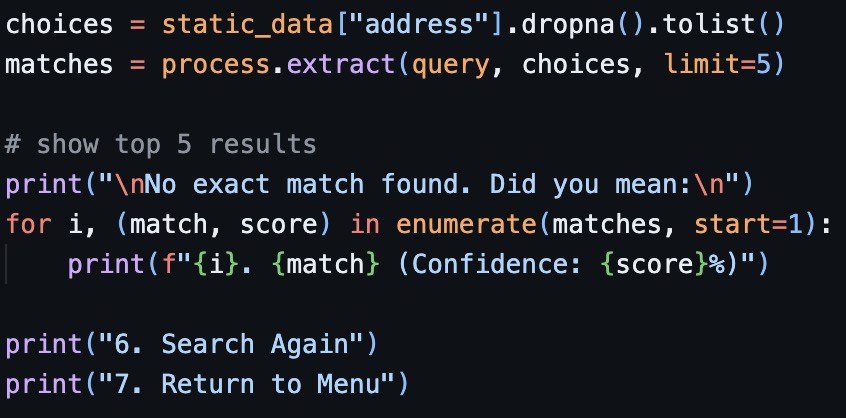 choices = static_data["address"].dropna().tolist()
matches = process.extract(query, choices, limit=5)

# show top 5 results
print("\nNo exact match found. Did you mean:\n")
for i, (match, score) in enumerate(matches, start=1):
    print(f"{i}. {match} (Confidence: {score}%)")

print("6. Search Again")
print("7. Return to Menu")